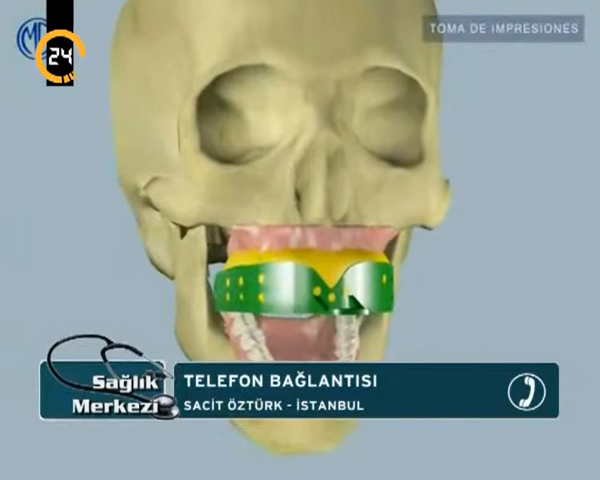 24
TOMA DE iMPRESIONES
Sağlık
Merkezi
TELEFON BAĞLANTISI
SACİT ÖZTÜRK - İSTANBUL